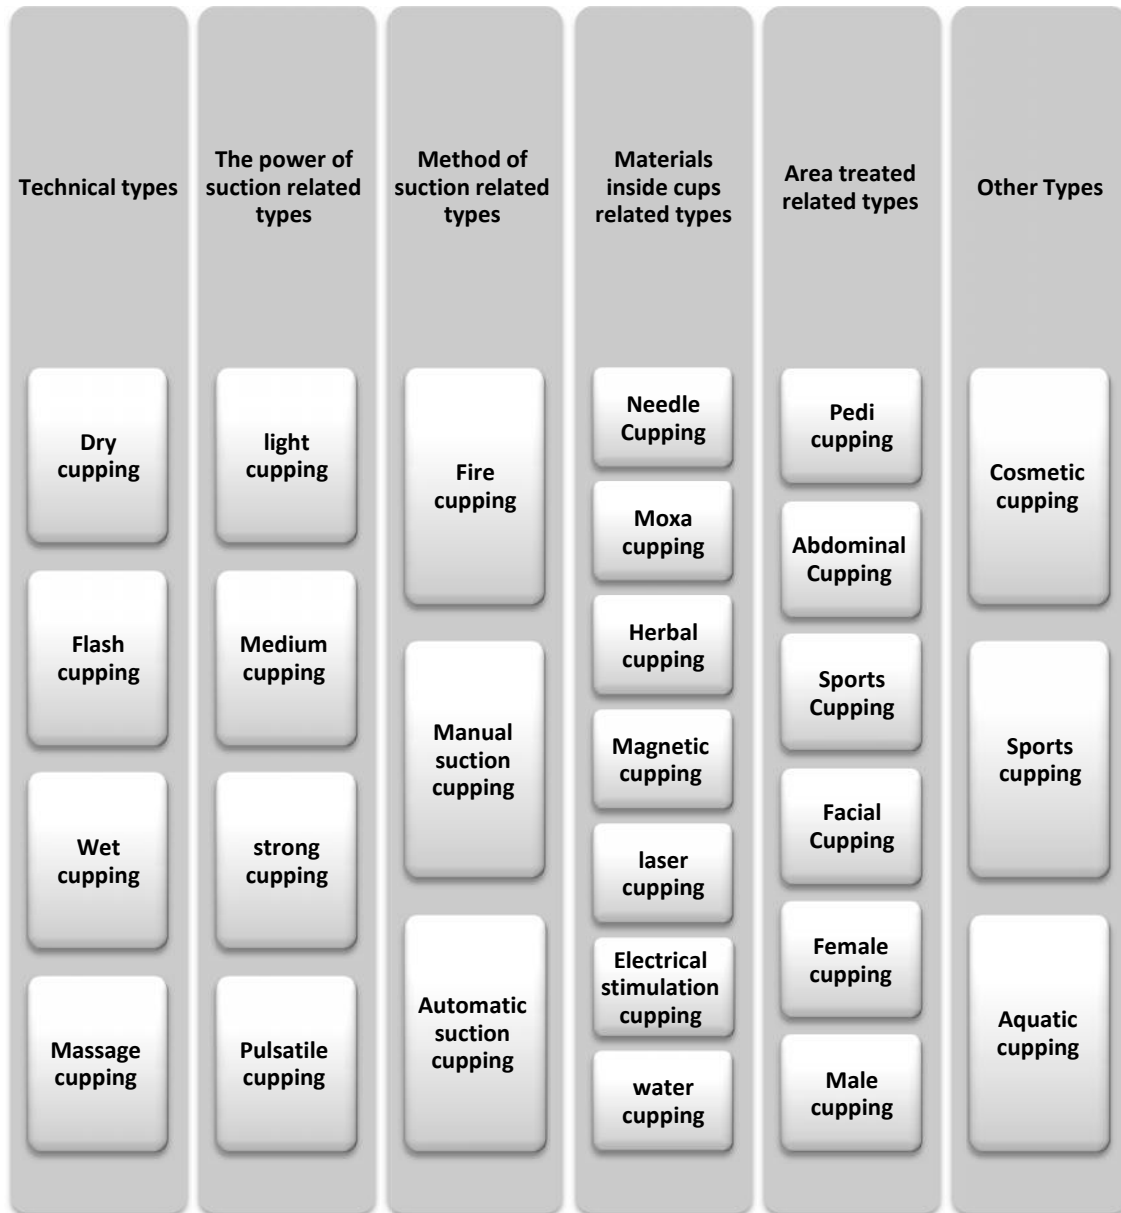 Technical types
Dry
cupping
Flash
cupping
Wet
cupping
Massage
cupping
The power of
suction related
types
light
cupping
Medium
cupping
strong
cupping
Pulsatile
cupping
Method of
suction related
types
Fire
cupping
Manual
suction
cupping
Automatic
suction
cupping
Materials
inside cups
related types
Needle
Cupping
Moxa
cupping
Herbal
cupping
Magnetic
cupping
laser
cupping
Electrical
stimulation
cupping
water
cupping
Area treated
related types
Pedi
cupping
Abdominal
Cupping
Sports
Cupping
Facial
Cupping
Female
cupping
Male
cupping
Other Types
Cosmetic
cupping
Sports
cupping
Aquatic
cupping